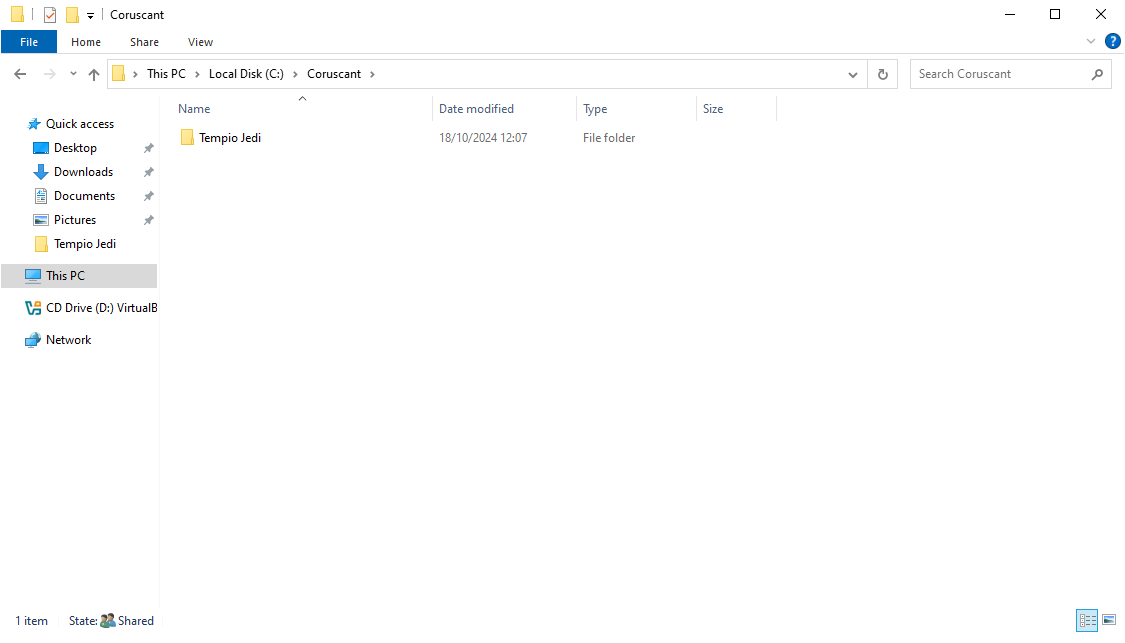 Coruscant
File Home Share View
This PC Local Disk (C:) Coruscant Search Coruscant
Name Date modified Type Size
Tempio Jedi 18/10/2024 12:07 File folder
Quick access
Desktop
Downloads
Documents
Pictures
Tempio Jedi
This PC
CD Drive (D:) VirtualB
Network
1 item State: Shared